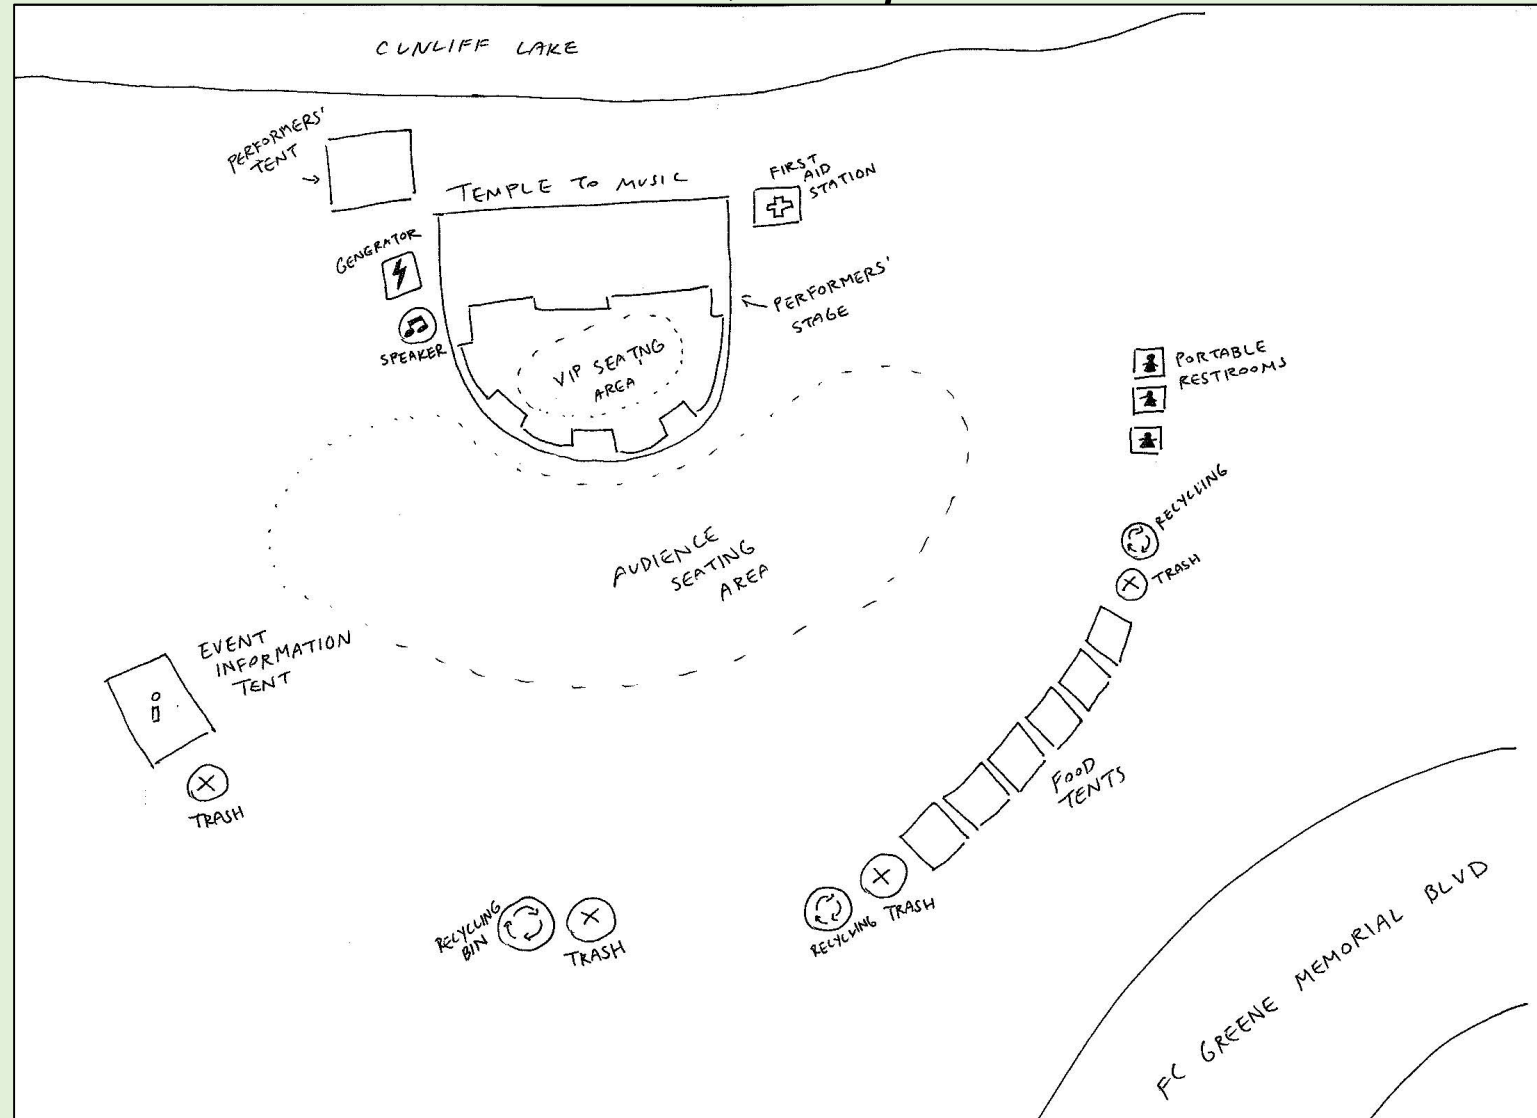 CUNLIFF LAKE
PERFORMERS'
TENT
TEMPLE TO MUSIC
FIRST
AID
STATION
GENERATOR
SPEAKER
PERFORMERS'
STAGE
VIP SEATING
AREA
PORTABLE
RESTROOMS
RECYCLING
TRASH
AUDIENCE
SEATING
AREA
EVENT
INFORMATION
TENT
i
TRASH
FOOD
TENTS
RECYCLING
BIN
TRASH
RECYCLING TRASH
FC GREENE MEMORIAL BLVD